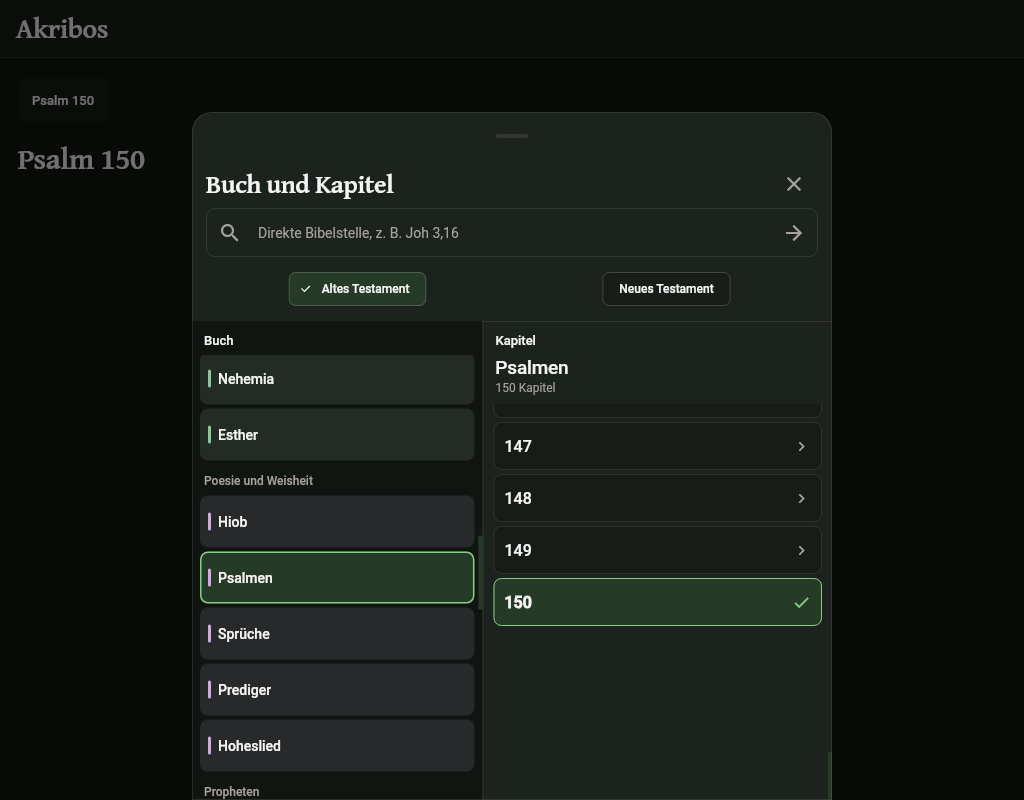 Akribos
Psalm 150
Psalm 150
Buch und Kapitel
Direkte Bibelstelle, z. B. Joh 3,16
Altes Testament
Neues Testament
Buch
Nehemia
Esther
Poesie und Weisheit
Hiob
Psalmen
Sprüche
Prediger
Hoheslied
Propheten
Kapitel
Psalmen
150 Kapitel
147
148
149
150